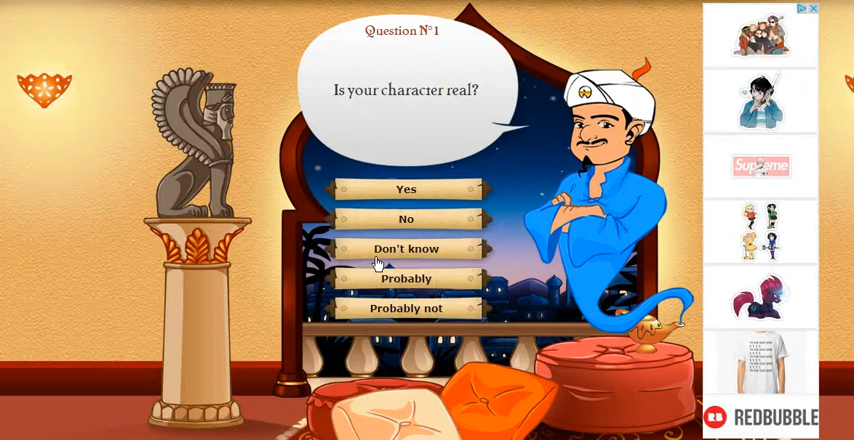 Question N°1
Is your character real?
Yes
No
Don't know
Probably
Probably not
Supreme
REDBUBBLE